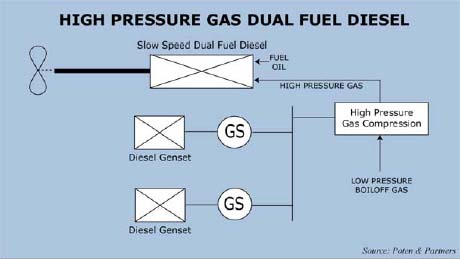 HIGH PRESSURE GAS DUAL FUEL DIESEL
Slow Speed Dual Fuel Diesel
FUEL
OIL
HIGH PRESSURE GAS
High Pressure
Gas Compression
GS
Diesel Genset
LOW PRESSURE
BOILOFF GAS
GS
Diesel Genset
Source: Poten & Partners